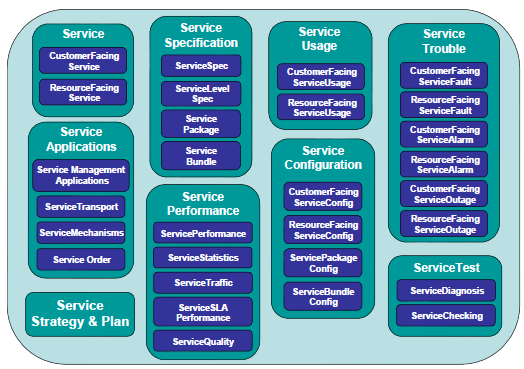 Service
CustomerFacing
Service
ResourceFacing
Service
Service
Applications
Service Management
Applications
ServiceTransport
ServiceMechanisms
Service Order
Service
Strategy & Plan
Service
Specification
ServiceSpec
ServiceLevel
Spec
Service
Package
Service
Bundle
Service
Performance
ServicePerformance
ServiceStatistics
ServiceTraffic
ServiceSLA
Performance
ServiceQuality
Service
Usage
CustomerFacing
ServiceUsage
ResourceFacing
ServiceUsage
Service
Configuration
CustomerFacing
ServiceConfig
ResourceFacing
ServiceConfig
ServicePackage
Config
ServiceBundle
Config
Service
Trouble
CustomerFacing
ServiceFault
ResourceFacing
ServiceFault
CustomerFacing
ServiceAlarm
ResourceFacing
ServiceAlarm
CustomerFacing
ServiceOutage
ResourceFacing
ServiceOutage
ServiceTest
ServiceDiagnosis
ServiceChecking